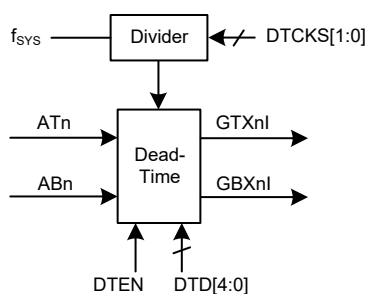 fSYS
Divider
DTCKS[1:0]
ATn
GTXnI
Dead-
Time
ABn
GBXnI
DTEN
DTD[4:0]